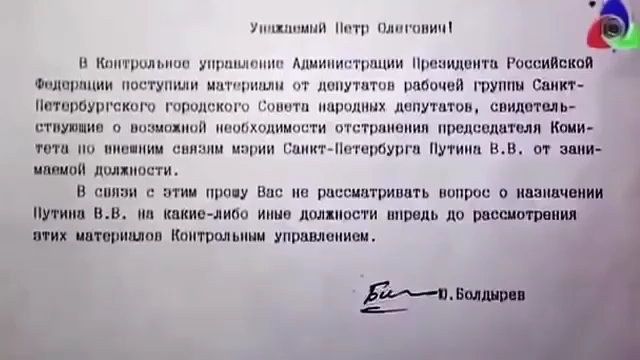 Уважаемый Петр Олегович!
В Контрольное управление Администрации Президента Российской
Федерации поступили материалы от депутатов рабочей группы Санкт-
Петербургского городского Совета народных депутатов, свидетель-
ствующие о возможной необходимости отстранения председателя Коми-
тета по внешним связям мэрии Санкт-Петербурга Путина В.В. от зани-
маемой должности.
В связи с этим прошу Вас не рассматривать вопрос о назначении
Путина В.В. на какие-либо иные должности впредь до рассмотрения
этих материалов Контрольным управлением.
Ю.Болдырев